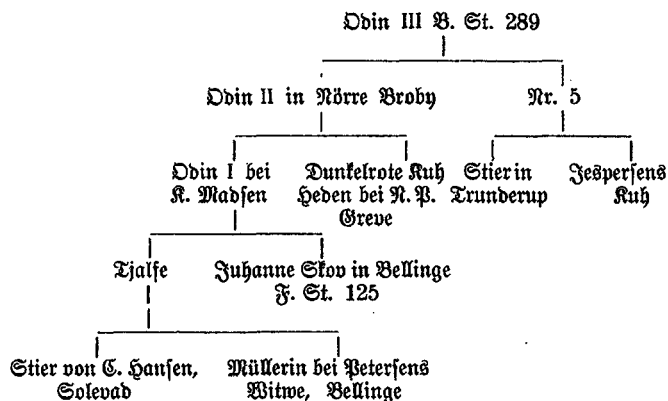 Odin III B. St. 289
Odin II in Nörre Broby Nr. 5
Odin I bei Dunkelrote Kuh Stier in Jespersens
K. Madsen Heden bei N. P. Trunderup Kuh
Greve
Tjalfe Juhanne Skov in Bellinge
F. St. 125
Stier von C. Hansen, Müllerin bei Petersens
Solevad Witwe, Bellinge